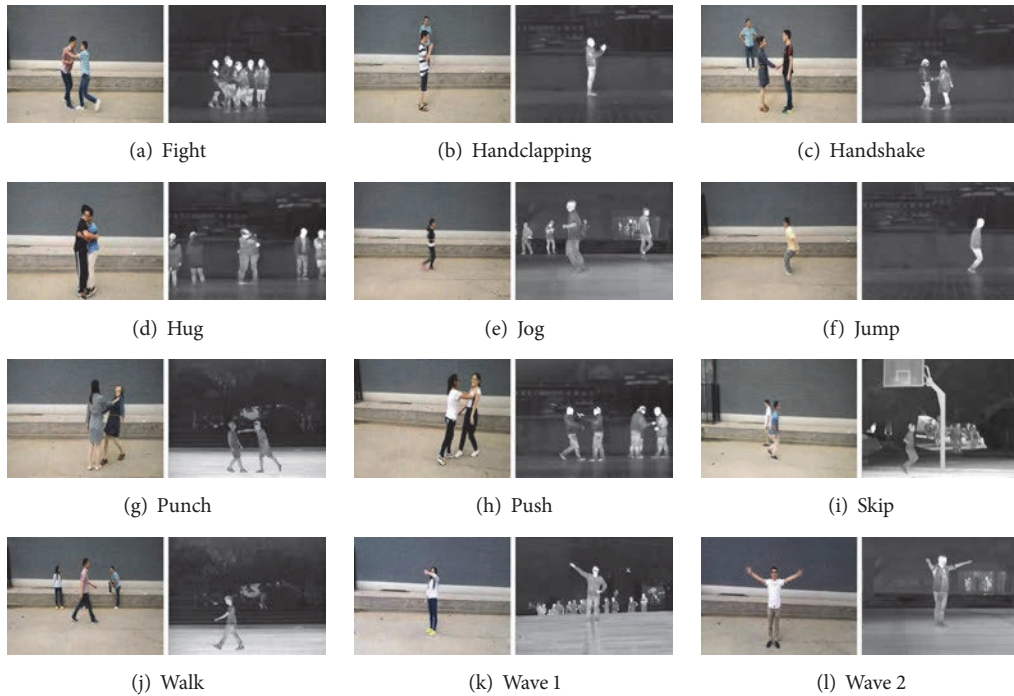 (a) Fight
(b) Handclapping
(c) Handshake
(d) Hug
(e) Jog
(f) Jump
(g) Punch
(h) Push
(i) Skip
(j) Walk
(k) Wave 1
(l) Wave 2